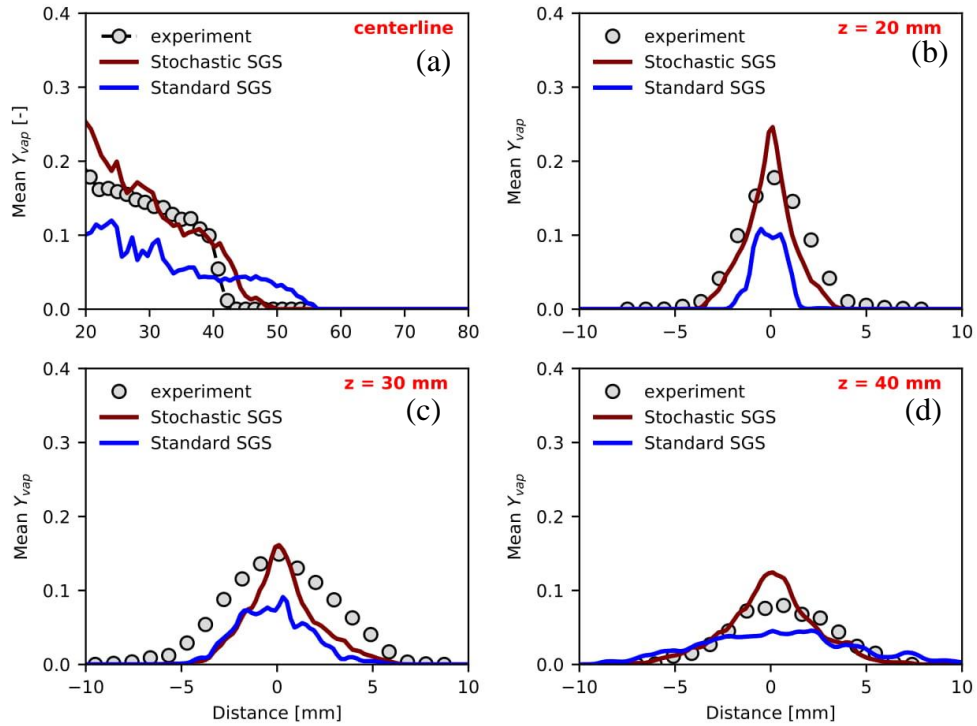 0.4
0.3
0.2
0.1
0.0
Mean Yvap [-]
experiment
Stochastic SGS
Standard SGS
centerline
(a)
20 30 40 50 60 70 80
0.4
0.3
0.2
0.1
0.0
Mean Yvap
experiment
Stochastic SGS
Standard SGS
z = 20 mm
(b)
−10 −5 0 5 10
0.4
0.3
0.2
0.1
0.0
Mean Yvap
experiment
Stochastic SGS
Standard SGS
z = 30 mm
(c)
−10 −5 0 5 10
Distance [mm]
0.4
0.3
0.2
0.1
0.0
Mean Yvap
experiment
Stochastic SGS
Standard SGS
z = 40 mm
(d)
−10 −5 0 5 10
Distance [mm]